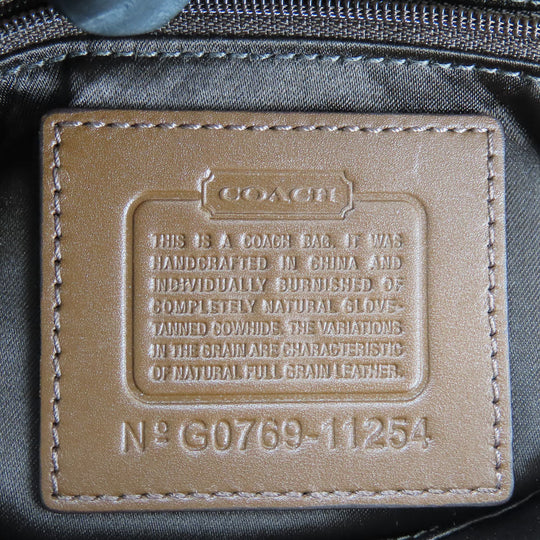 COACH
THIS IS A COACH BAG. IT WAS
HANDCRAFTED IN CHINA AND
INDIVIDUALLY BURNISHED OF
COMPLETELY NATURAL GLOVE-
TANNED COWHIDE. THE VARIATIONS
IN THE GRAIN ARE CHARACTERISTIC
OF NATURAL FULL GRAIN LEATHER.
Nº G0769-11254